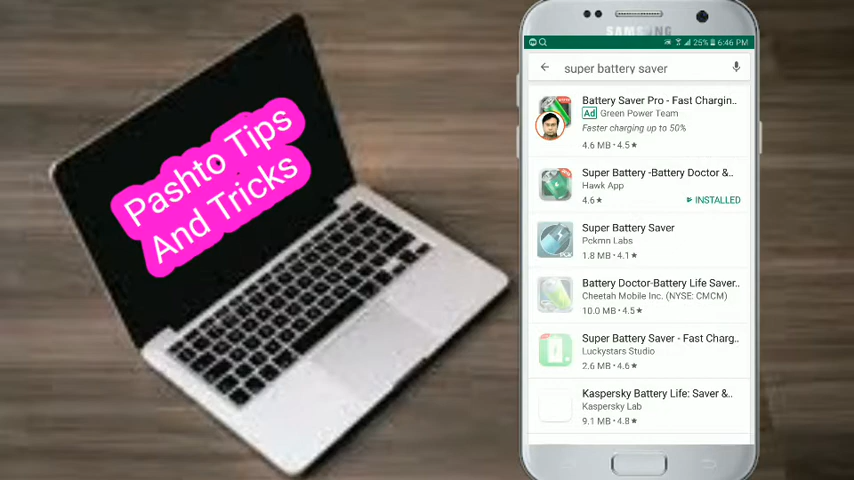 Pashto Tips
And Tricks
SAMSUNG
25% 6:46 PM
super battery saver
Battery Saver Pro - Fast Chargin..
Ad Green Power Team
Faster charging up to 50%
4.6 MB · 4.5★
Super Battery -Battery Doctor &..
Hawk App
4.6★ INSTALLED
Super Battery Saver
Pckmn Labs
1.8 MB · 4.1★
Battery Doctor-Battery Life Saver..
Cheetah Mobile Inc. (NYSE: CMCM)
10.0 MB · 4.5★
Super Battery Saver - Fast Charg..
Luckystars Studio
2.6 MB · 4.6★
Kaspersky Battery Life: Saver &..
Kaspersky Lab
9.1 MB · 4.8★